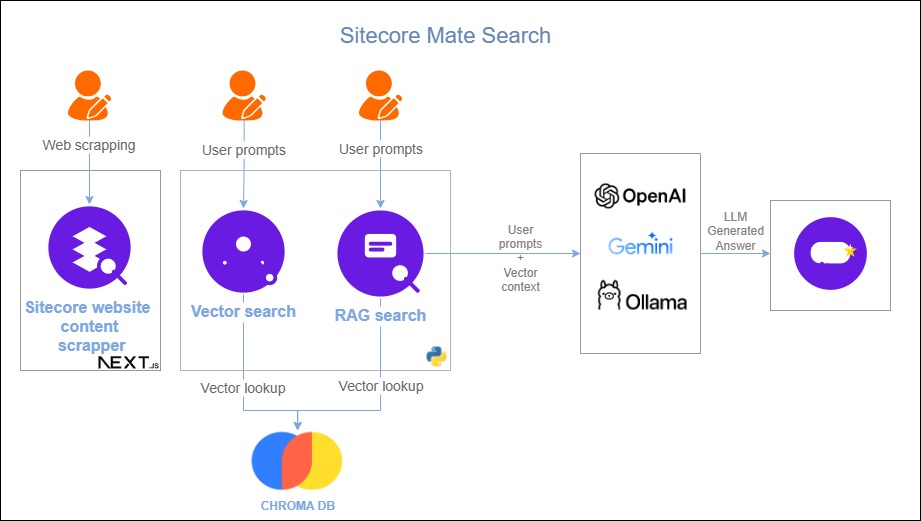 Sitecore Mate Search
Web scrapping
User prompts
User prompts
Sitecore website
content
scrapper
NEXT.JS
Vector search
RAG search
User
prompts
+
Vector
context
OpenAI
Gemini
Ollama
LLM
Generated
Answer
Vector lookup
Vector lookup
CHROMA DB